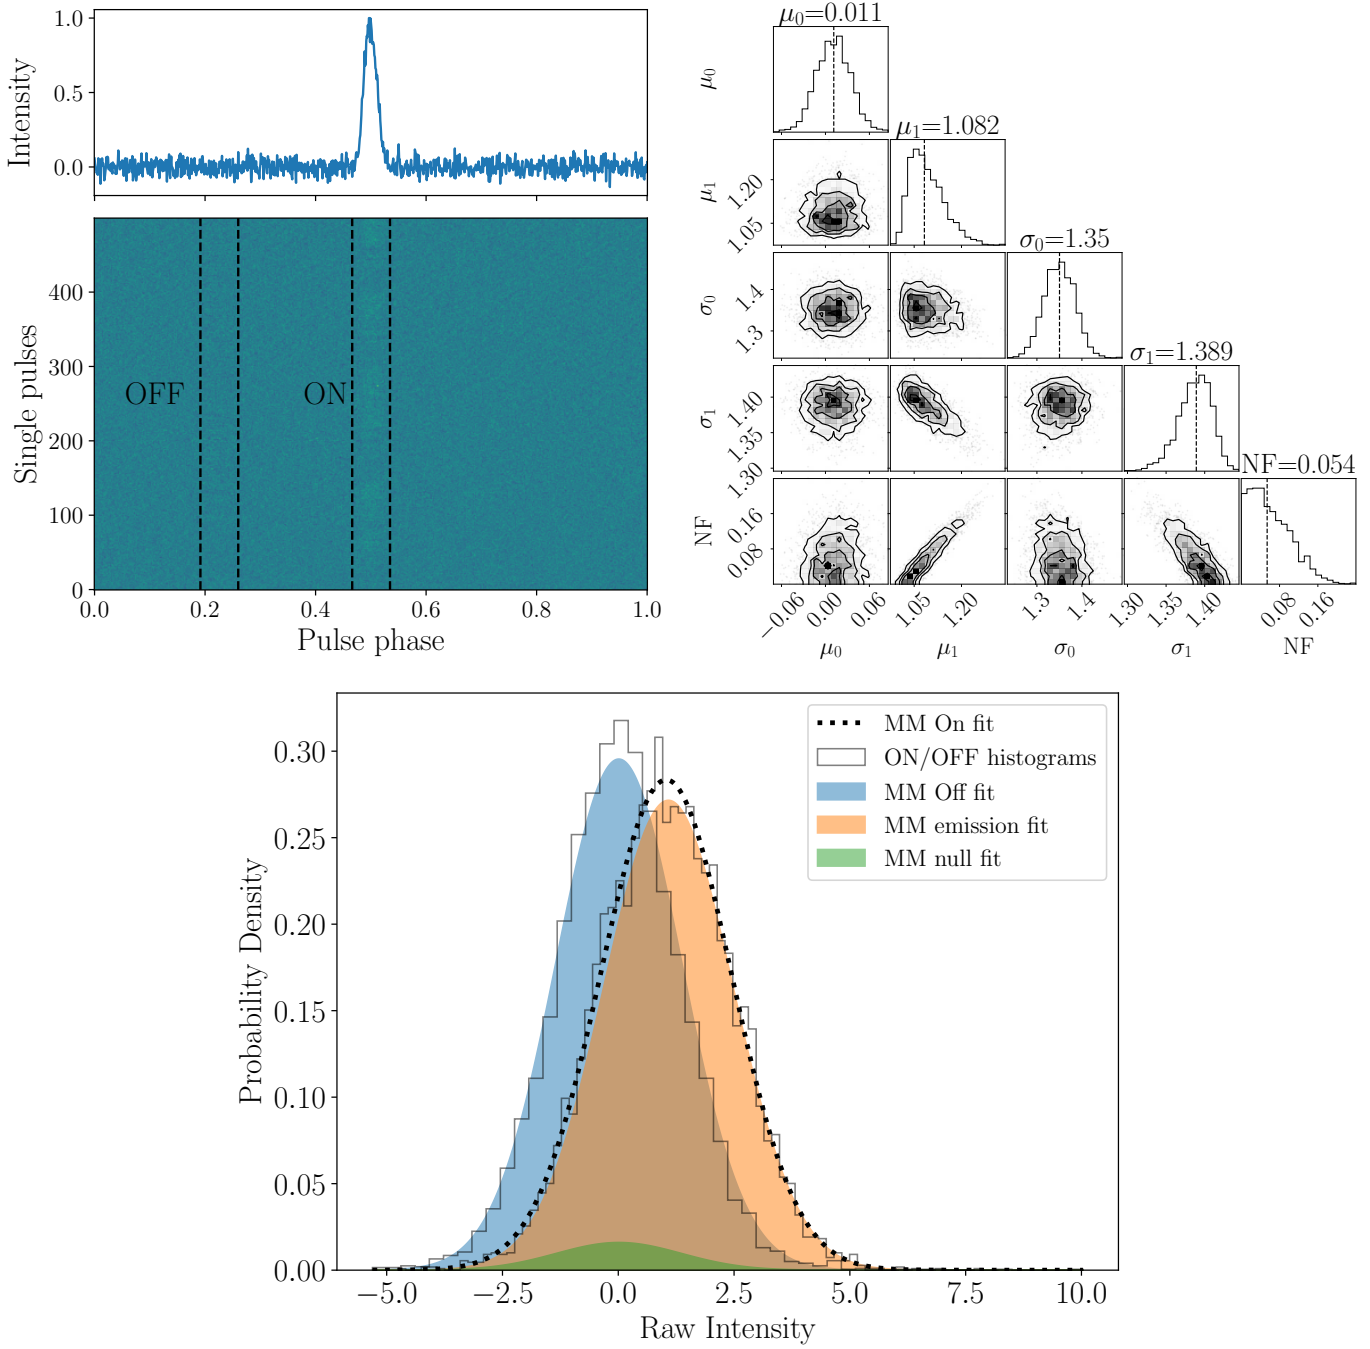 1.0
0.5
0.0
Intensity
400
300
200
100
0
Single pulses
OFF
ON
0.0 0.2 0.4 0.6 0.8 1.0
Pulse phase
μ₀=0.011
μ₀
μ₁=1.082
1.20
1.05
μ₁
σ₀=1.35
1.4
1.3
σ₀
σ₁=1.389
1.40
1.35
1.30
σ₁
NF=0.054
0.16
0.08
NF
−0.06 0.00 0.06 1.05 1.20 1.3 1.4 1.30 1.35 1.40 0.08 0.16
μ₀ μ₁ σ₀ σ₁ NF
MM On fit
ON/OFF histograms
MM Off fit
MM emission fit
MM null fit
0.30
0.25
0.20
0.15
0.10
0.05
0.00
Probability Density
−5.0 −2.5 0.0 2.5 5.0 7.5 10.0
Raw Intensity